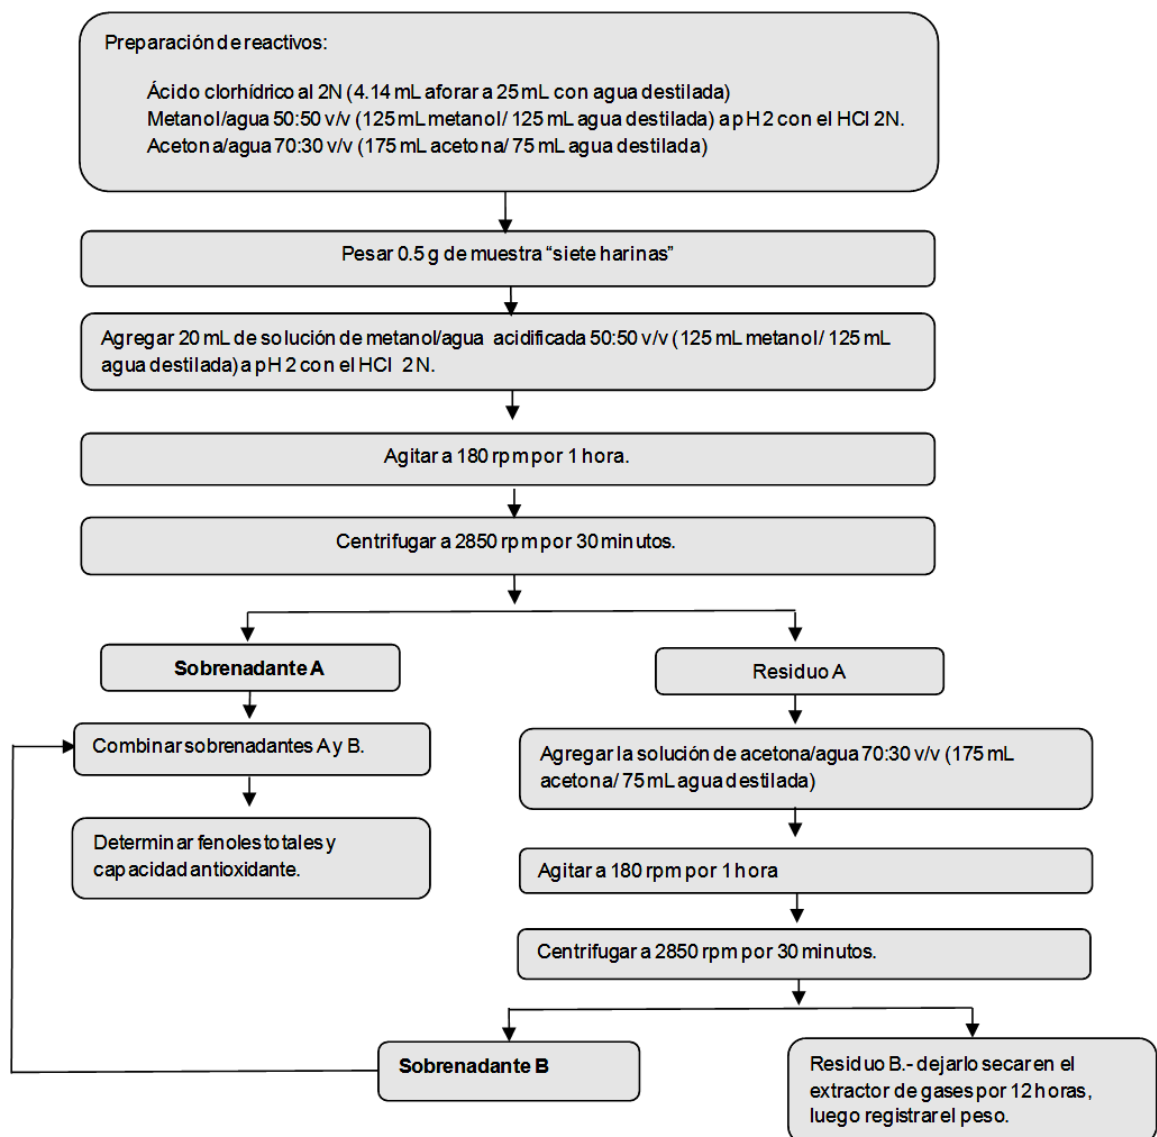 Preparación de reactivos:
Ácido clorhídrico al 2N (4.14 mL aforar a 25 mL con agua destilada)
Metanol/agua 50:50 v/v (125 mL metanol/ 125 mL agua destilada) a pH 2 con el HCl 2N.
Acetona/agua 70:30 v/v (175 mL acetona/ 75 mL agua destilada)
Pesar 0.5 g de muestra “siete harinas”
Agregar 20 mL de solución de metanol/agua acidificada 50:50 v/v (125 mL metanol/ 125 mL
agua destilada) a pH 2 con el HCl 2N.
Agitar a 180 rpm por 1 hora.
Centrifugar a 2850 rpm por 30 minutos.
Sobrenadante A
Residuo A
Combinar sobrenadantes A y B.
Agregar la solución de acetona/agua 70:30 v/v (175 mL
acetona/ 75 mL agua destilada)
Determinar fenoles totales y
capacidad antioxidante.
Agitar a 180 rpm por 1 hora
Centrifugar a 2850 rpm por 30 minutos.
Sobrenadante B
Residuo B.- dejarlo secar en el
extractor de gases por 12 horas,
luego registrar el peso.